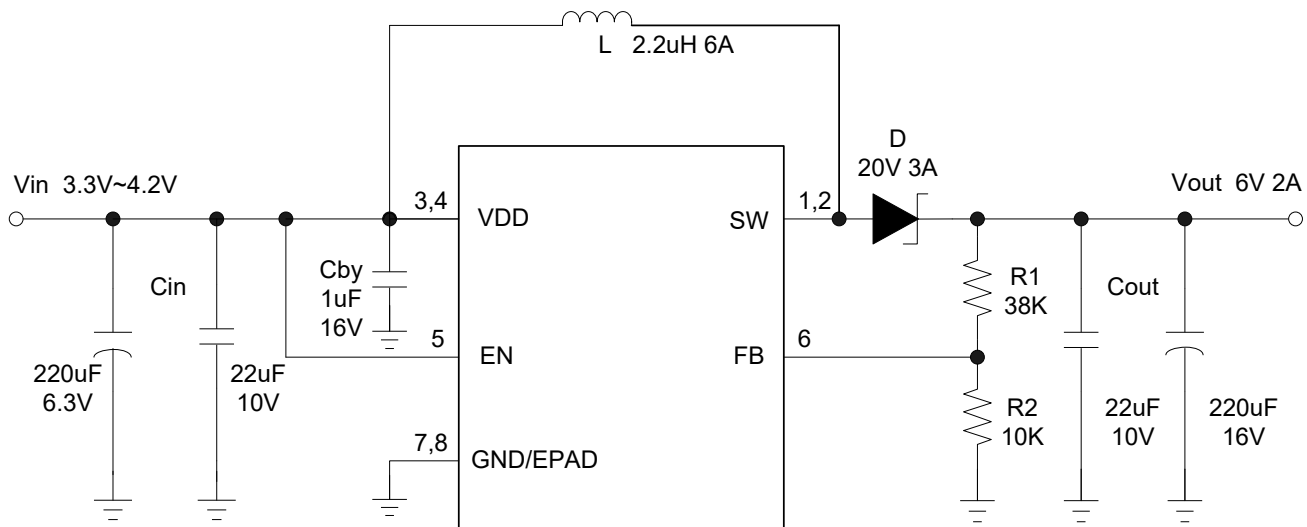 L 2.2uH 6A
D
20V 3A
Vin 3.3V~4.2V
Vout 6V 2A
3,4
VDD
SW
1,2
Cby
1uF
16V
Cin
R1
38K
Cout
5
EN
FB
6
220uF
6.3V
22uF
10V
R2
10K
22uF
10V
220uF
16V
7,8
GND/EPAD